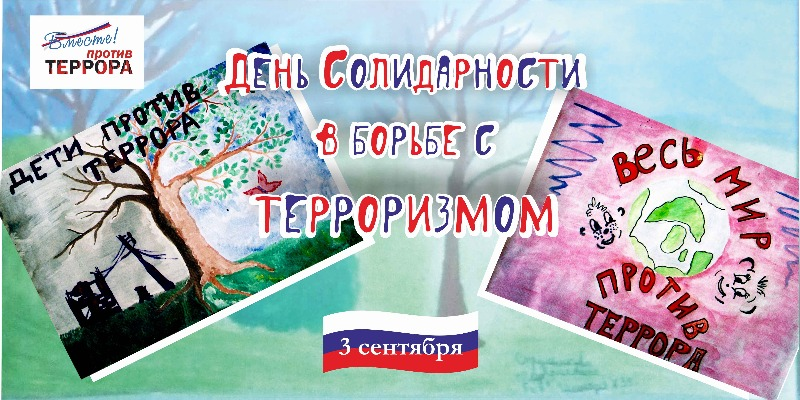 Вместе!
против
ТЕРРОРА
День Солидарности
в борьбе с
терроризмом
ДЕТИ ПРОТИВ
ТЕРРОРА
Весь МИР
ПРОТИВ
ТЕРРОРА
3 сентября